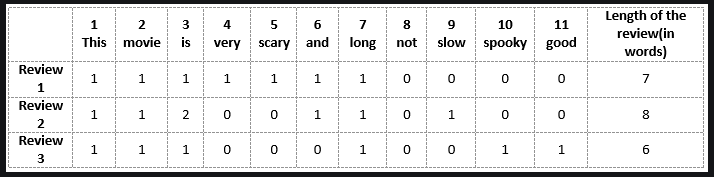 1 2 3 4 5 6 7 8 9 10 11 Length of the review(in words)
This movie is very scary and long not slow spooky good
Review 1 1 1 1 1 1 1 1 0 0 0 0 7
Review 2 1 1 2 0 0 1 1 0 1 0 0 8
Review 3 1 1 1 0 0 0 1 0 0 1 1 6